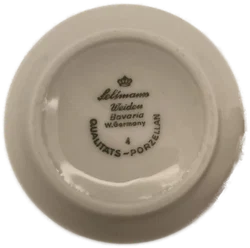 Seltmann
Weiden
Bavaria
W.Germany
4
QUALITÄTS-PORZELLAN